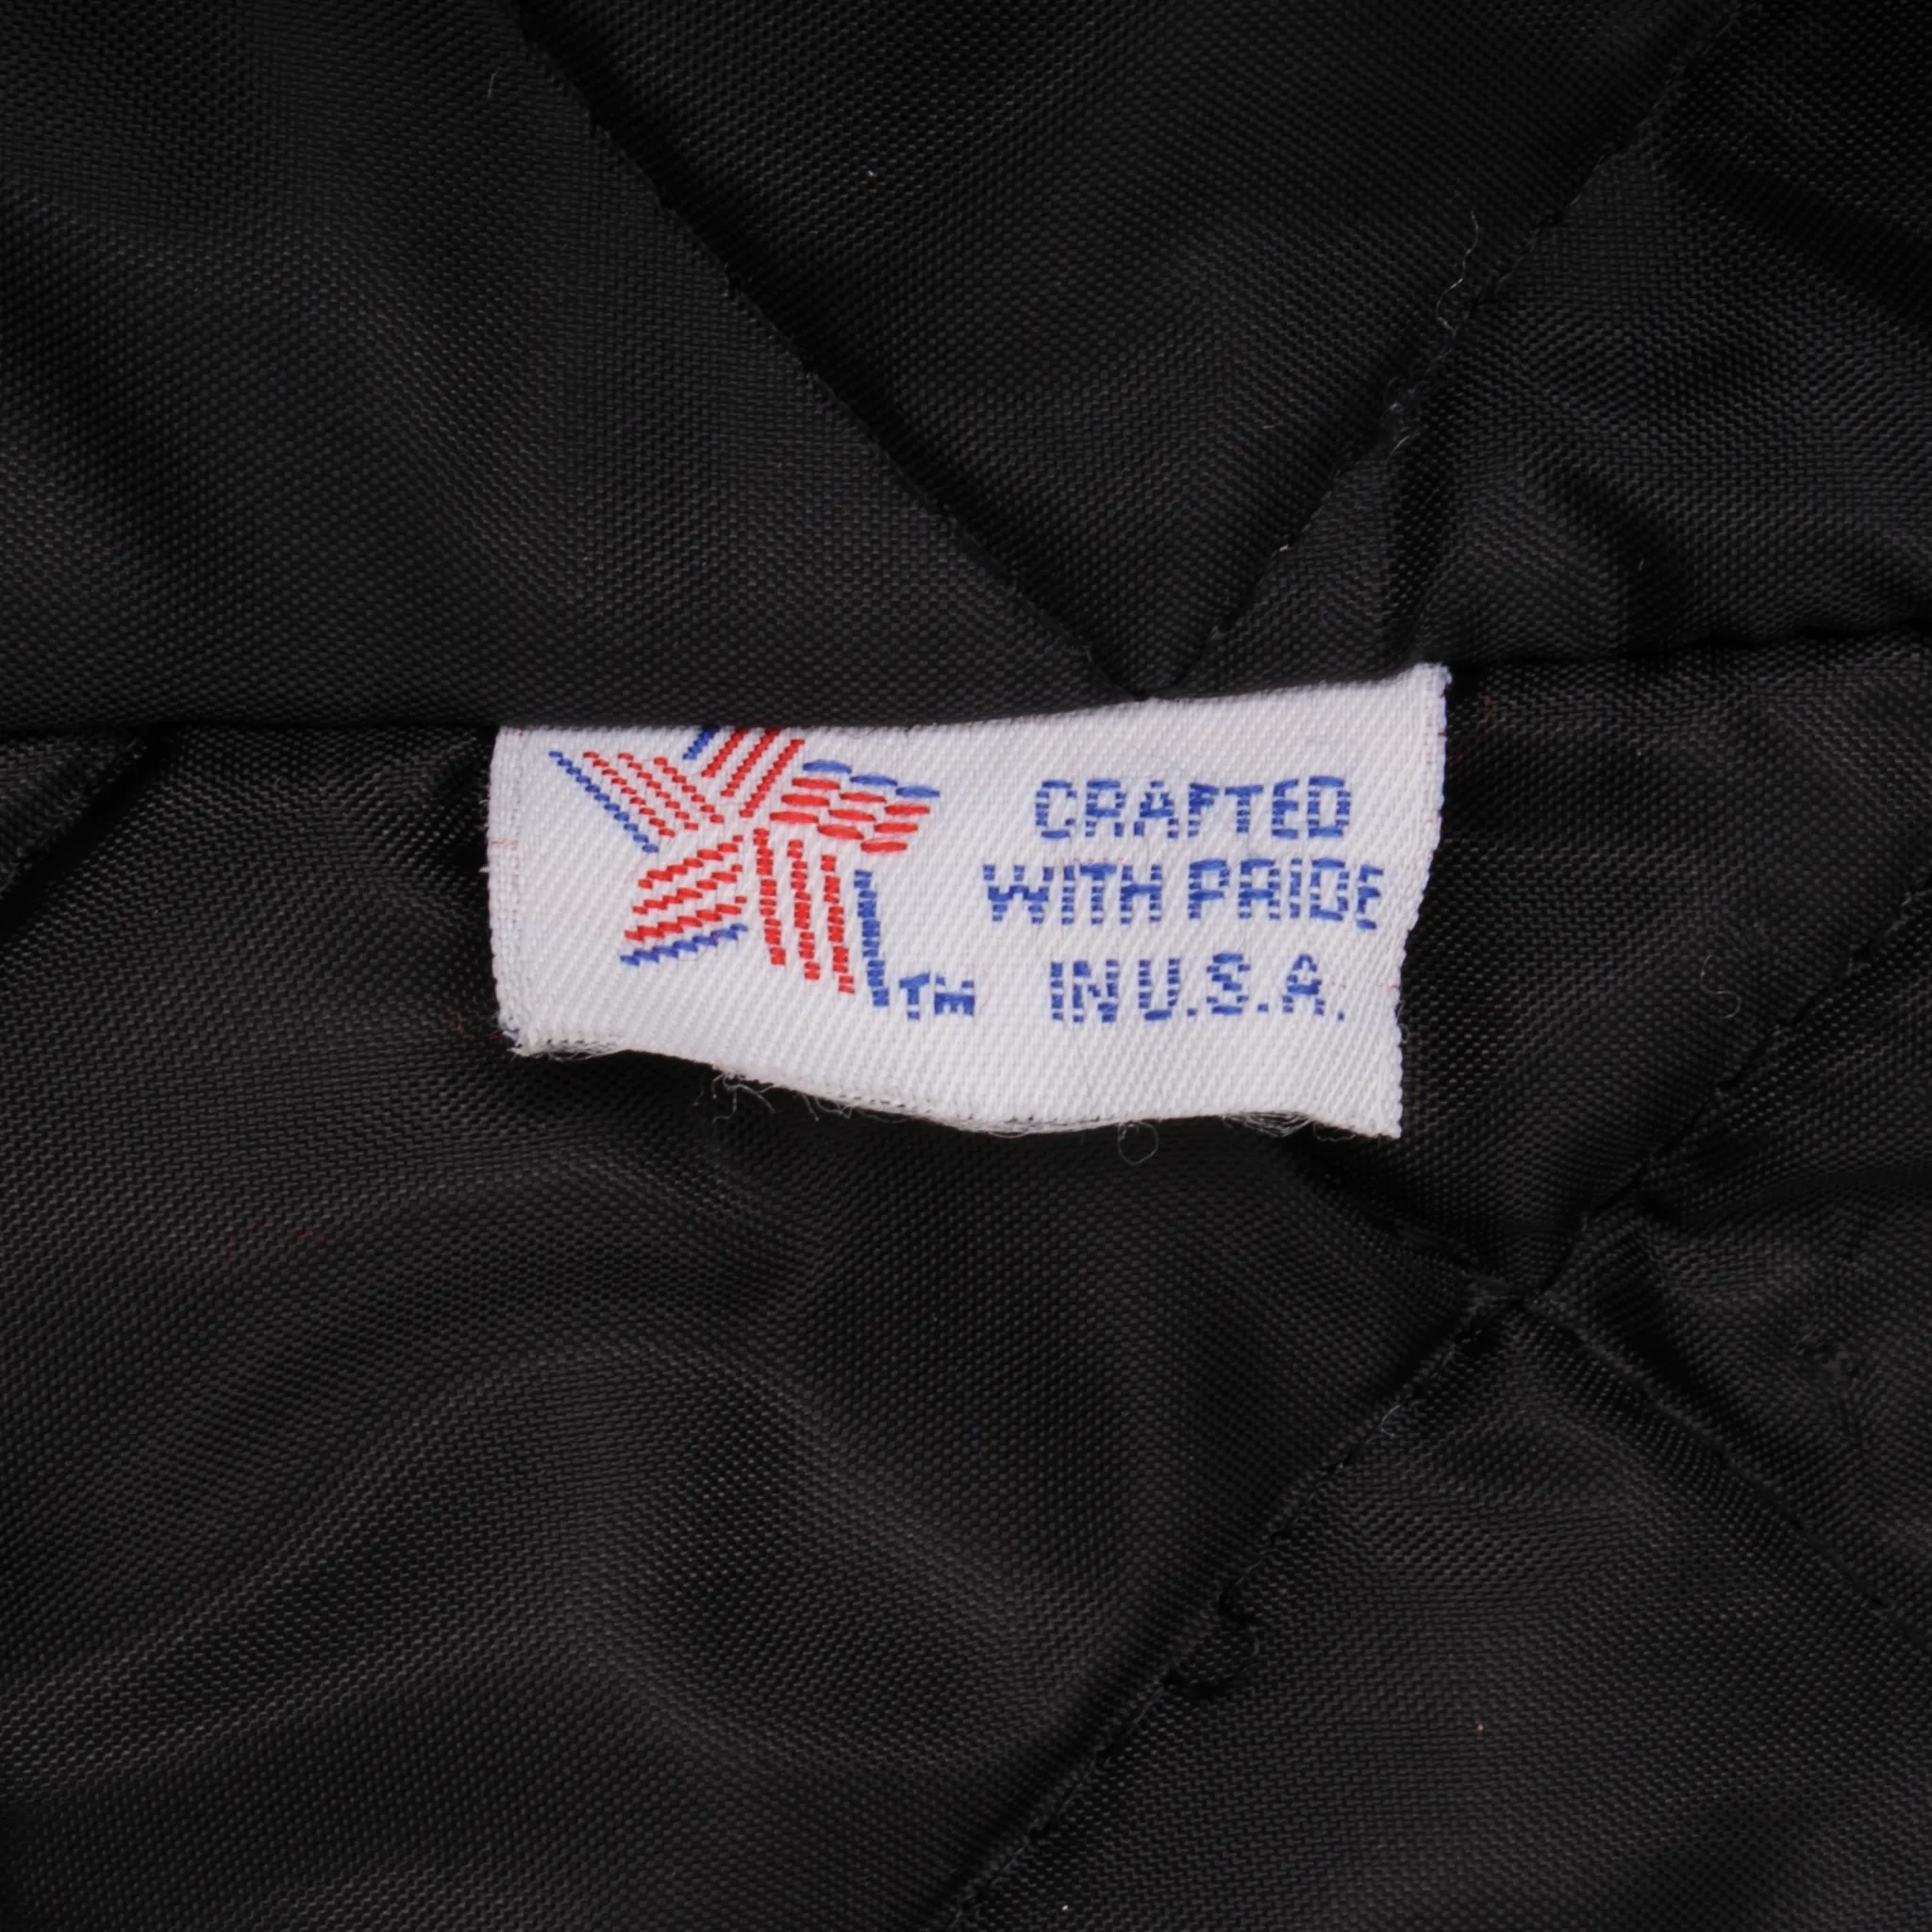 CRAFTED
WITH PRIDE
IN U.S.A.
TM